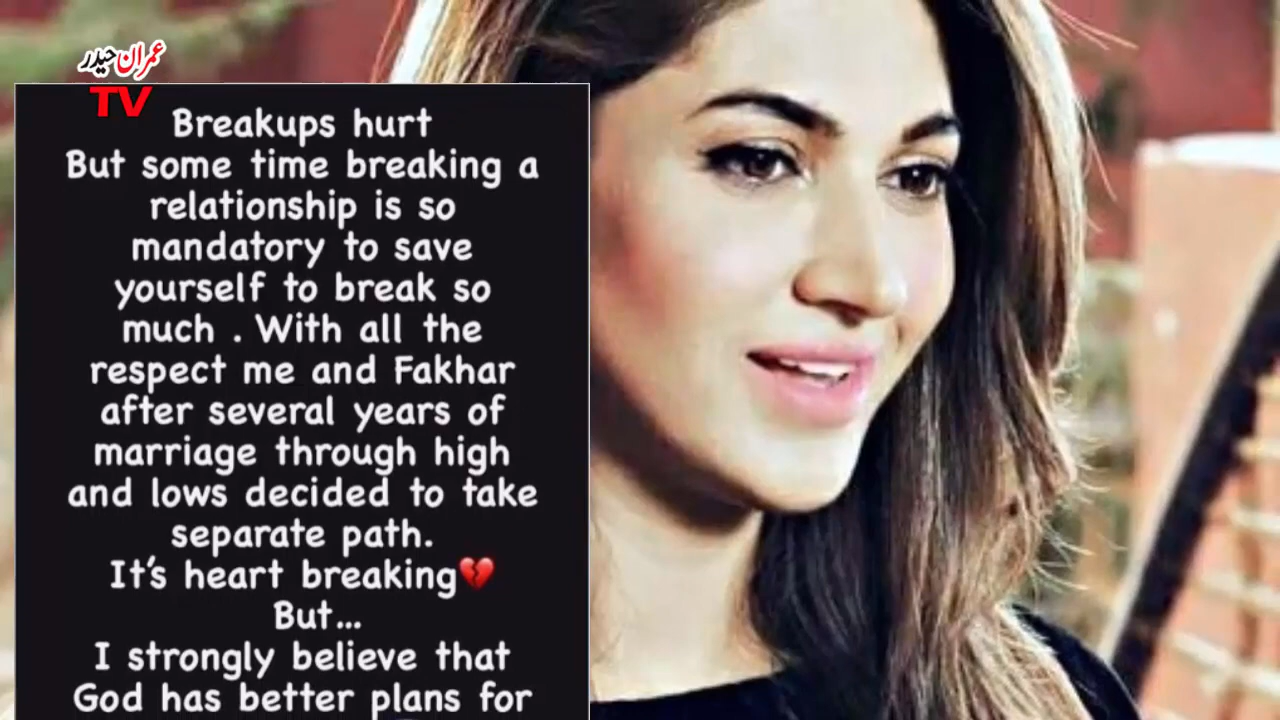 عمران حیدر
TV
Breakups hurt
But some time breaking a
relationship is so
mandatory to save
yourself to break so
much . With all the
respect me and Fakhar
after several years of
marriage through high
and lows decided to take
separate path.
It's heart breaking💔
But...
I strongly believe that
God has better plans for